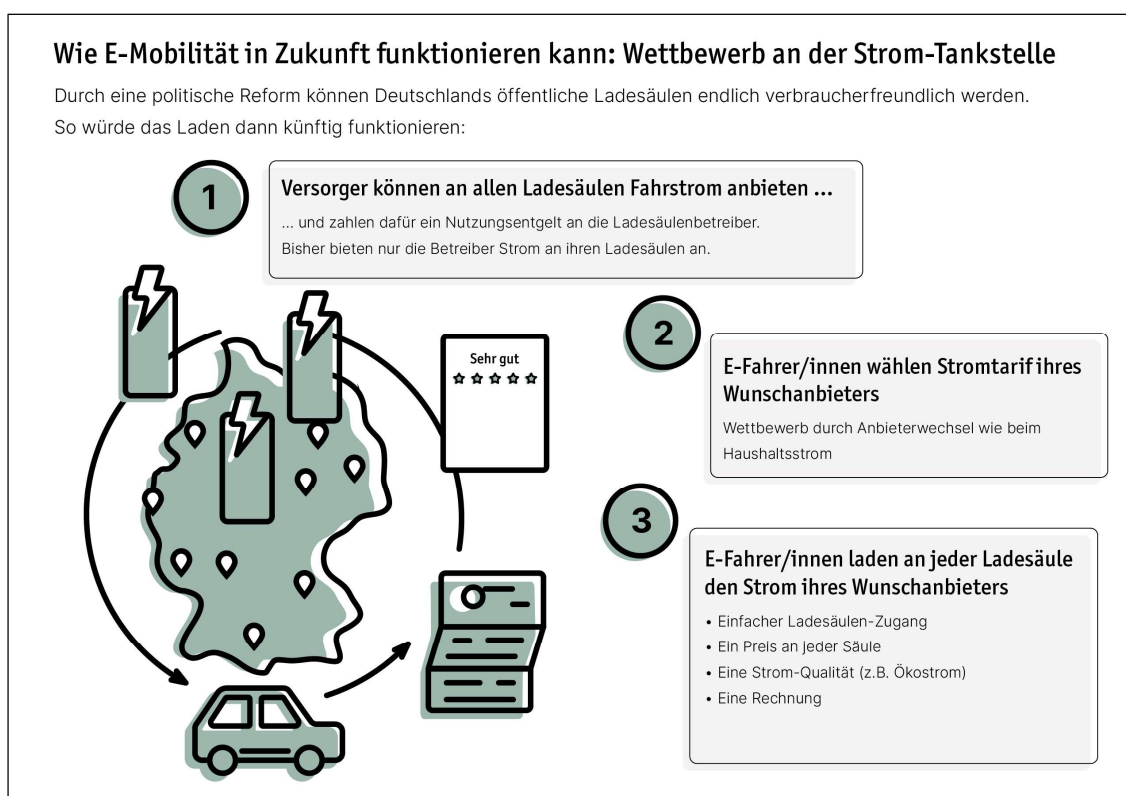 Wie E-Mobilität in Zukunft funktionieren kann: Wettbewerb an der Strom-Tankstelle
Durch eine politische Reform können Deutschlands öffentliche Ladesäulen endlich verbraucherfreundlich werden.
So würde das Laden dann künftig funktionieren:
1
Versorger können an allen Ladesäulen Fahrstrom anbieten ...
... und zahlen dafür ein Nutzungsentgelt an die Ladesäulenbetreiber.
Bisher bieten nur die Betreiber Strom an ihren Ladesäulen an.
Sehr gut
2
E-Fahrer/innen wählen Stromtarif ihres
Wunschanbieters
Wettbewerb durch Anbieterwechsel wie beim
Haushaltsstrom
3
E-Fahrer/innen laden an jeder Ladesäule
den Strom ihres Wunschanbieters
• Einfacher Ladesäulen-Zugang
• Ein Preis an jeder Säule
• Eine Strom-Qualität (z.B. Ökostrom)
• Eine Rechnung